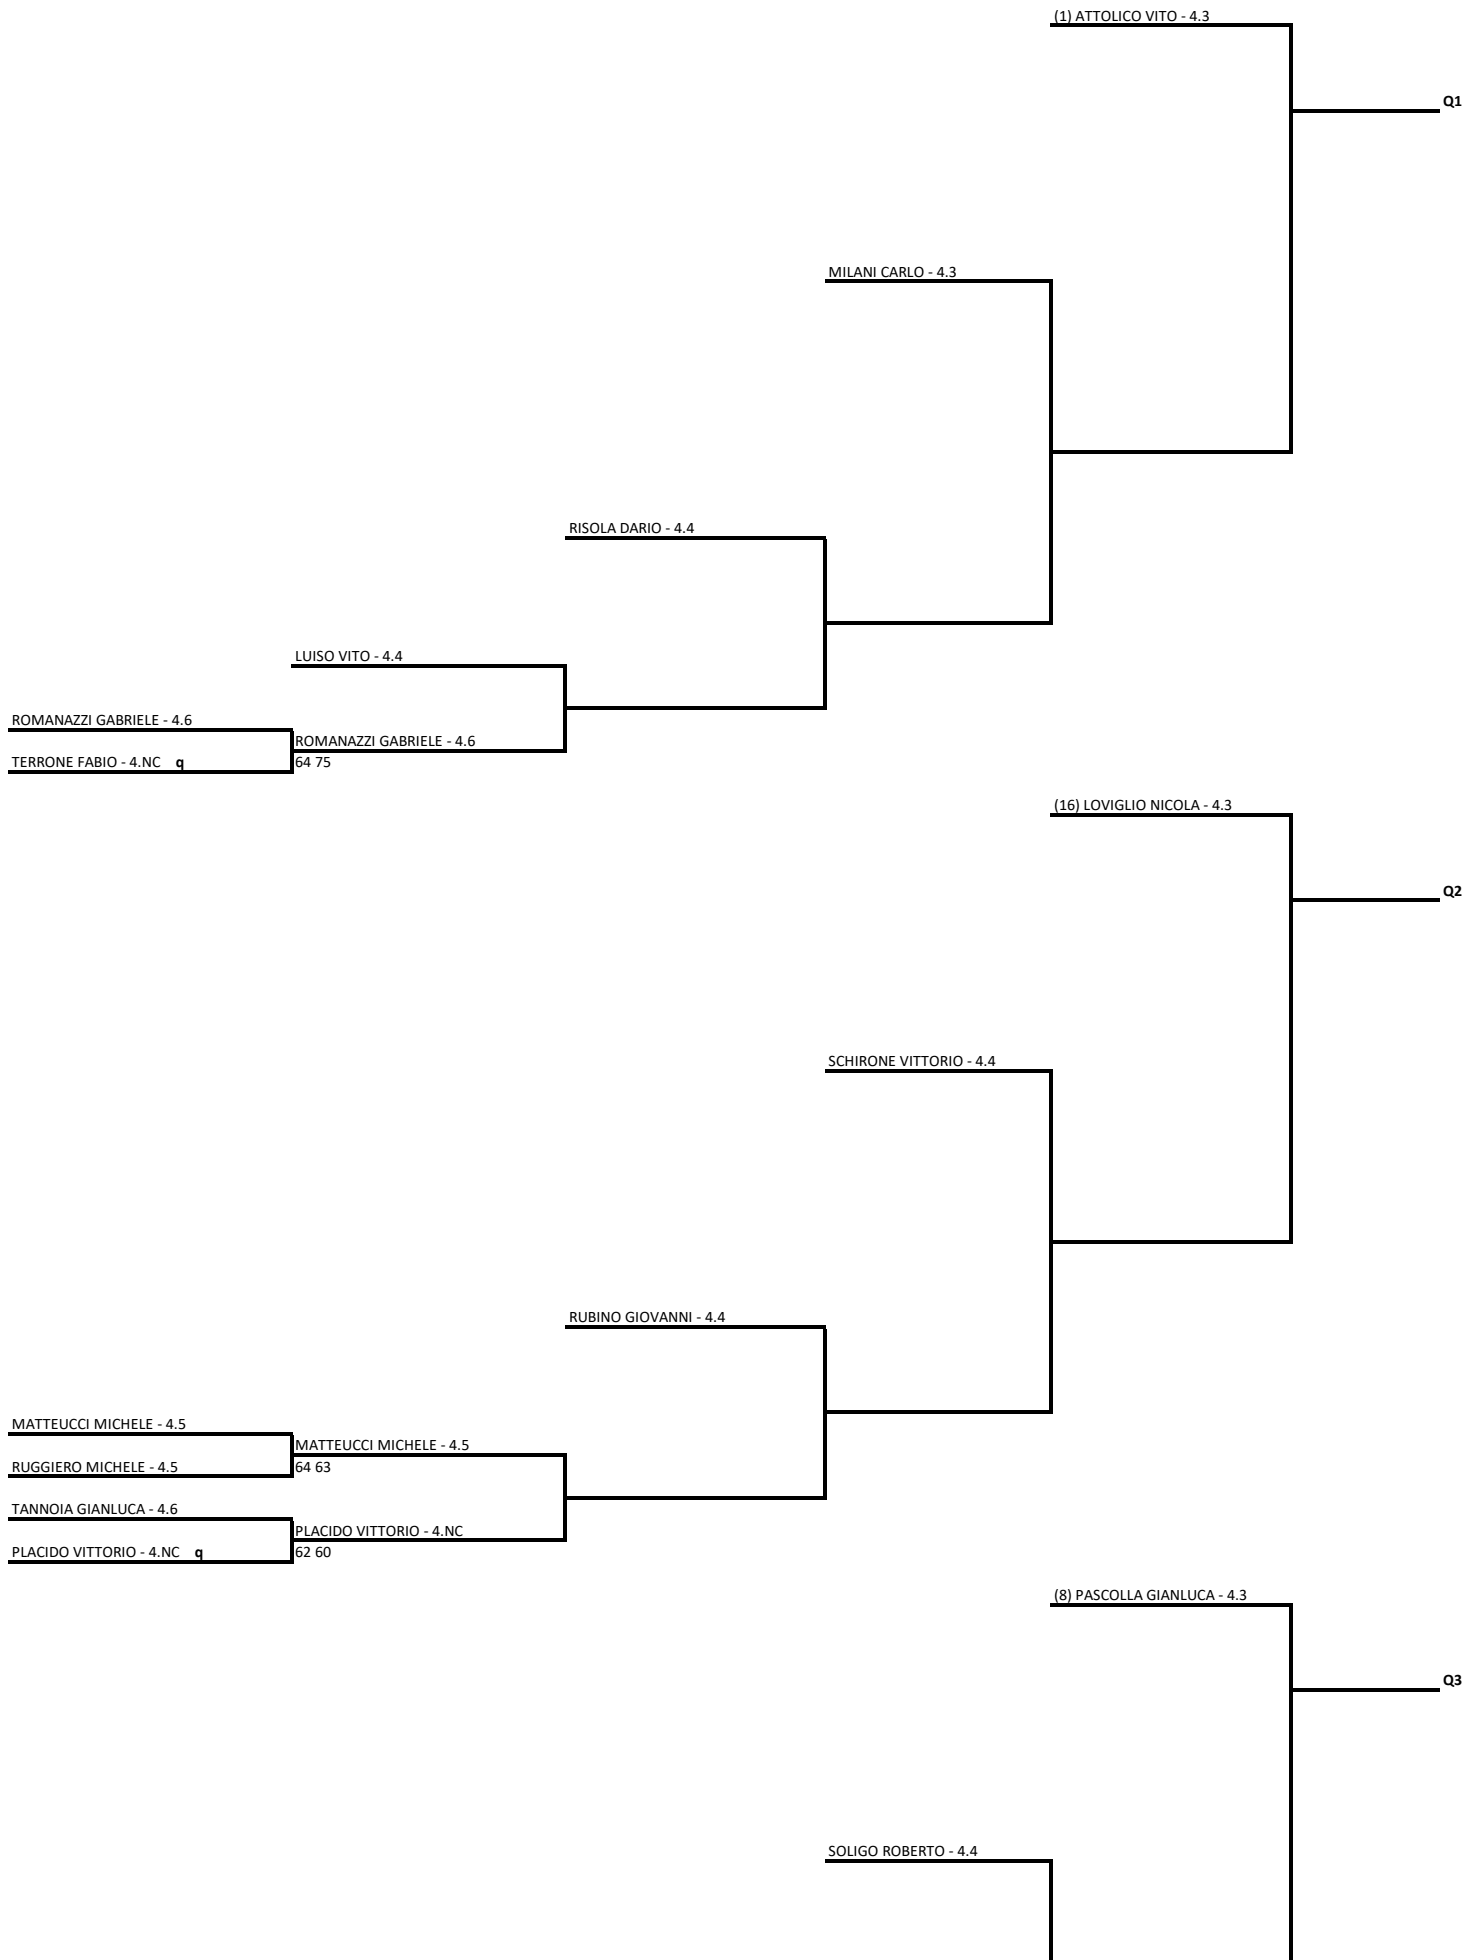 (1) ATTOLICO VITO - 4.3
Q1
MILANI CARLO - 4.3
RISOLA DARIO - 4.4
LUISO VITO - 4.4
ROMANAZZI GABRIELE - 4.6
ROMANAZZI GABRIELE - 4.6
TERRONE FABIO - 4.NC q
64 75
(16) LOVIGLIO NICOLA - 4.3
Q2
SCHIRONE VITTORIO - 4.4
RUBINO GIOVANNI - 4.4
MATTEUCCI MICHELE - 4.5
MATTEUCCI MICHELE - 4.5
RUGGIERO MICHELE - 4.5
64 63
TANNOIA GIANLUCA - 4.6
PLACIDO VITTORIO - 4.NC
PLACIDO VITTORIO - 4.NC q
62 60
(8) PASCOLLA GIANLUCA - 4.3
Q3
SOLIGO ROBERTO - 4.4